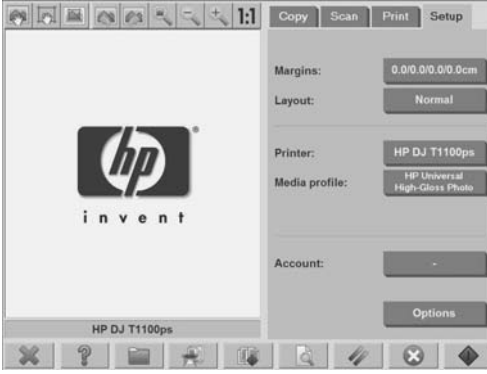 1:1
Copy
Scan
Print
Setup
Margins:
0.0/0.0/0.0/0.0cm
Layout:
Normal
hp
invent
Printer:
HP DJ T1100ps
Media profile:
HP Universal
High-Gloss Photo
Account:
-
Options
HP DJ T1100ps
?